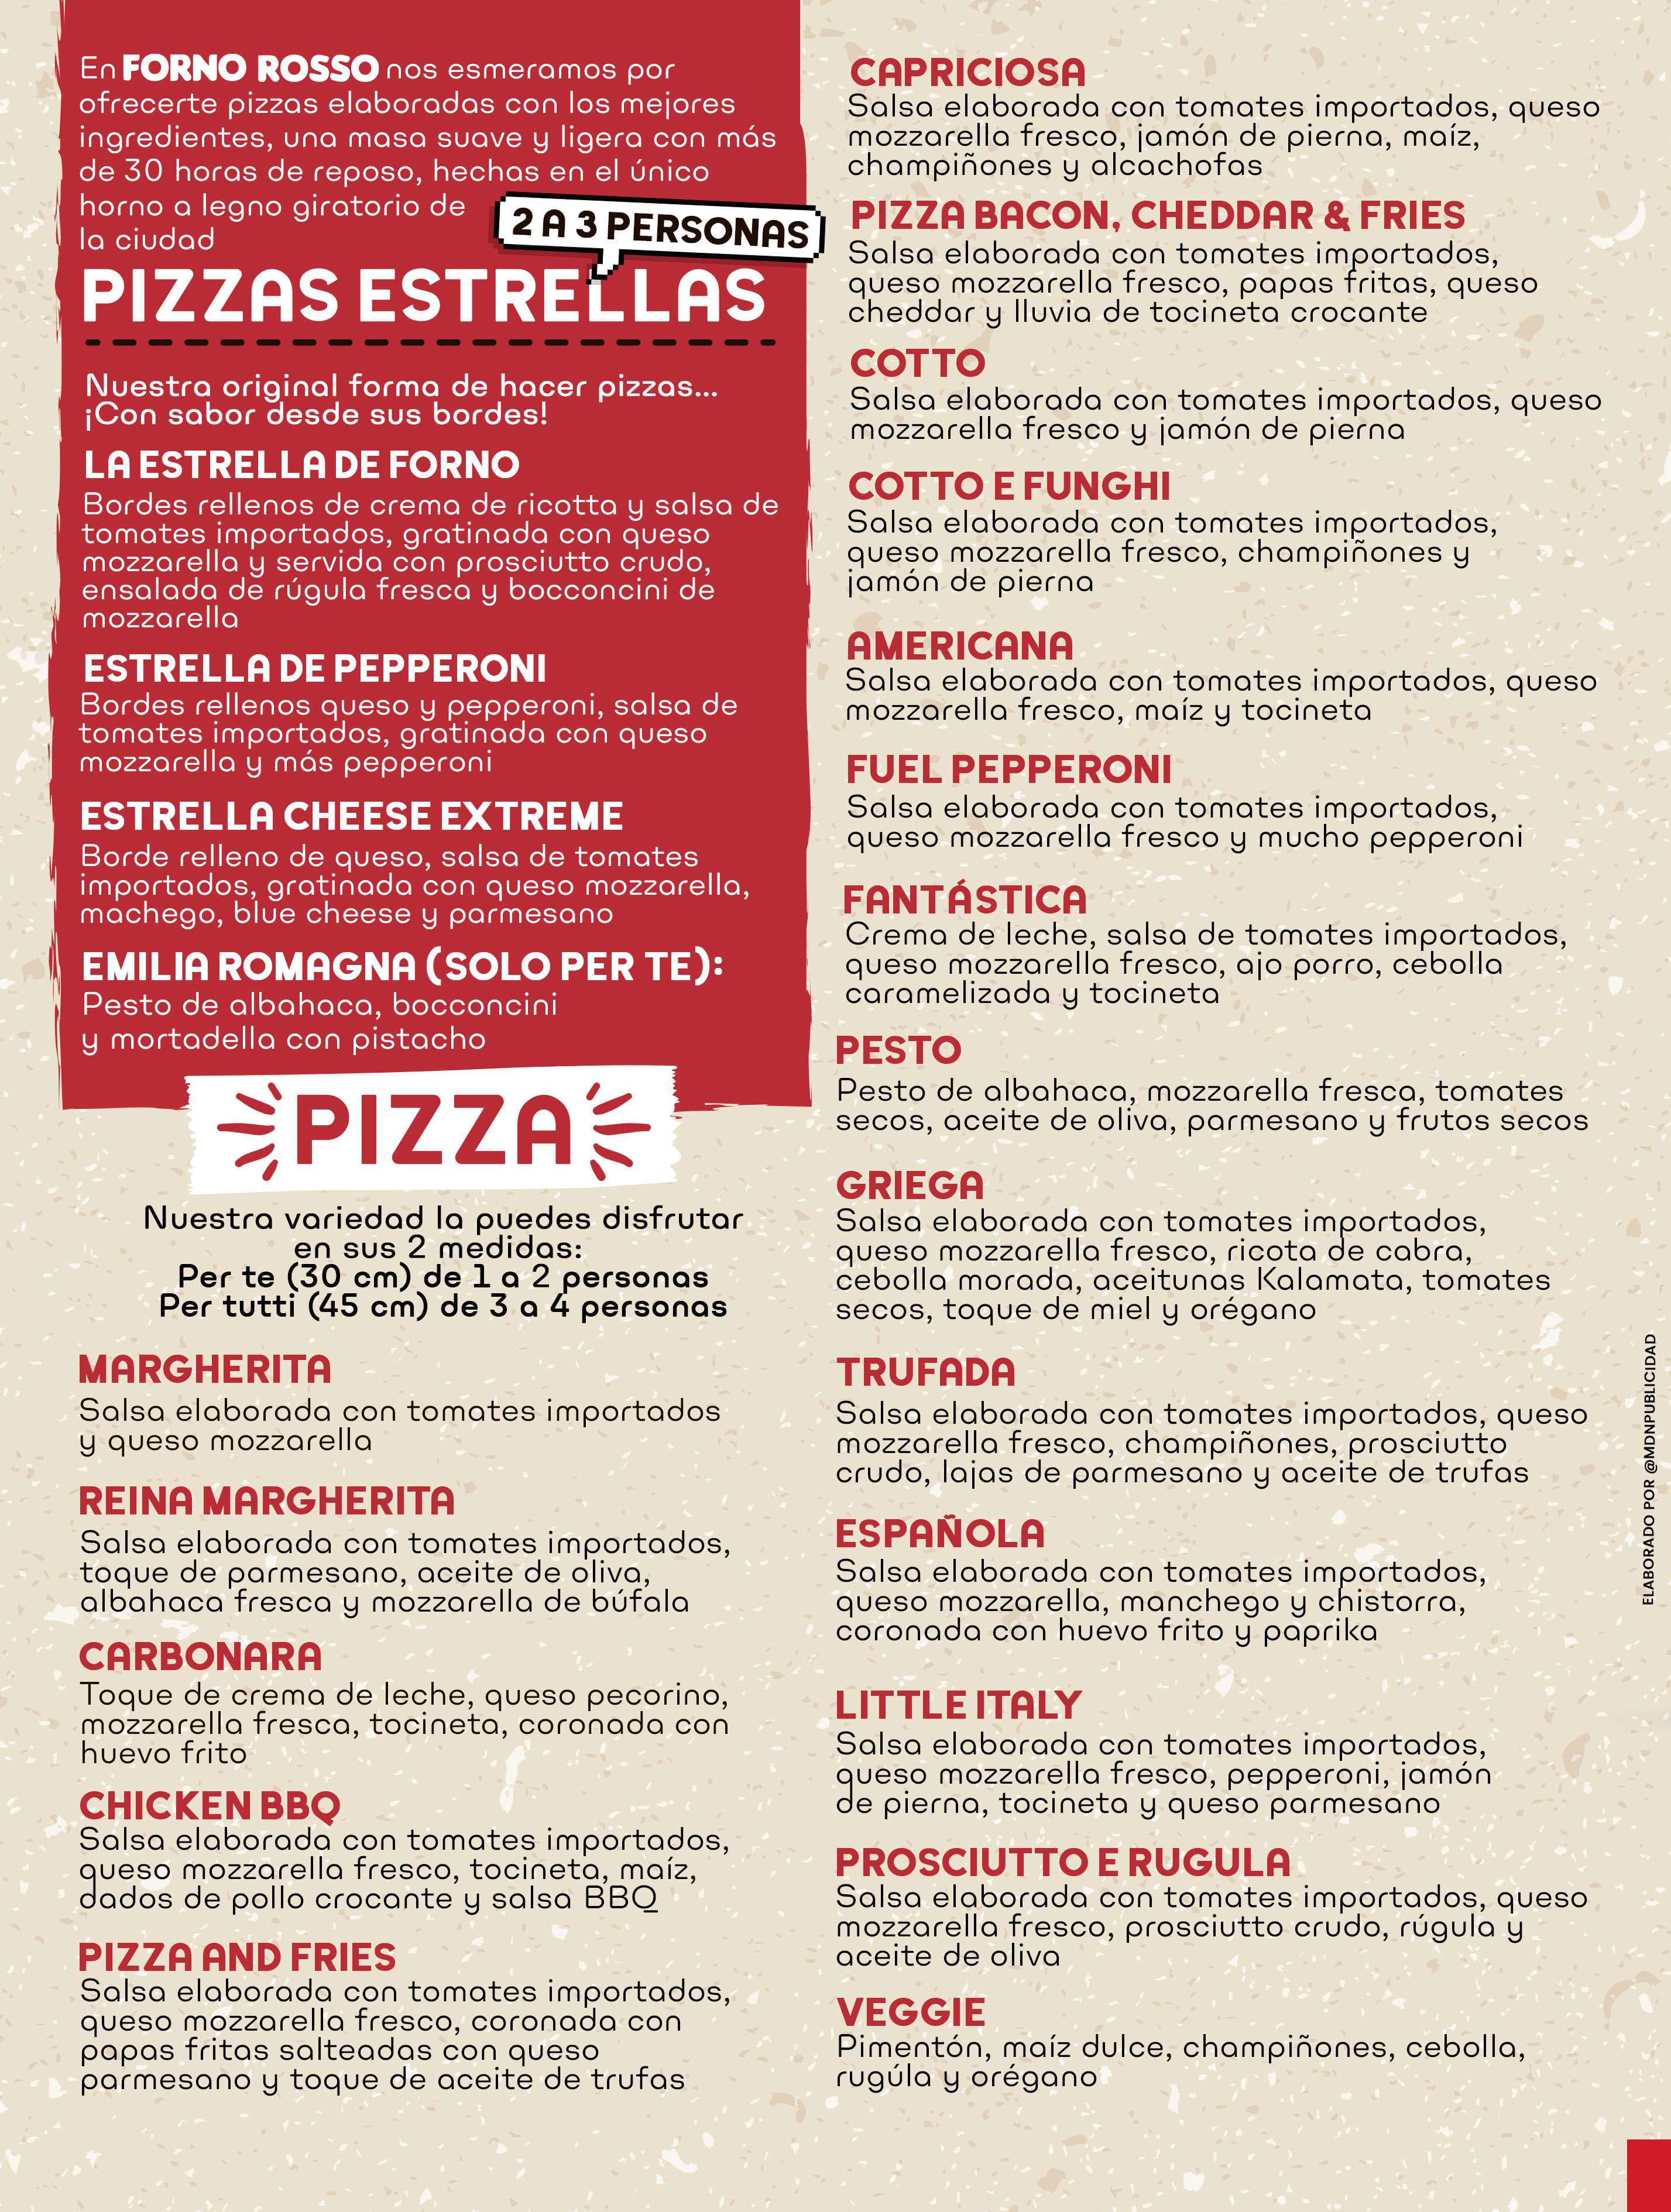 En FORNO ROSSO nos esmeramos por
ofrecerte pizzas elaboradas con los mejores
ingredientes, una masa suave y ligera con más
de 30 horas de reposo, hechas en el único
horno a legno giratorio de
la ciudad
2 A 3 PERSONAS
PIZZAS ESTRELLAS
Nuestra original forma de hacer pizzas...
¡Con sabor desde sus bordes!
LA ESTRELLA DE FORNO
Bordes rellenos de crema de ricotta y salsa de
tomates importados, gratinada con queso
mozzarella y servida con prosciutto crudo,
ensalada de rúgula fresca y bocconcini de
mozzarella
ESTRELLA DE PEPPERONI
Bordes rellenos queso y pepperoni, salsa de
tomates importados, gratinada con queso
mozzarella y más pepperoni
ESTRELLA CHEESE EXTREME
Borde relleno de queso, salsa de tomates
importados, gratinada con queso mozzarella,
machego, blue cheese y parmesano
EMILIA ROMAGNA (SOLO PER TE):
Pesto de albahaca, bocconcini
y mortadella con pistacho
PIZZA
Nuestra variedad la puedes disfrutar
en sus 2 medidas:
Per te (30 cm) de 1 a 2 personas
Per tutti (45 cm) de 3 a 4 personas
MARGHERITA
Salsa elaborada con tomates importados
y queso mozzarella
REINA MARGHERITA
Salsa elaborada con tomates importados,
toque de parmesano, aceite de oliva,
albahaca fresca y mozzarella de búfala
CARBONARA
Toque de crema de leche, queso pecorino,
mozzarella fresca, tocineta, coronada con
huevo frito
CHICKEN BBQ
Salsa elaborada con tomates importados,
queso mozzarella fresco, tocineta, maíz,
dados de pollo crocante y salsa BBQ
PIZZA AND FRIES
Salsa elaborada con tomates importados,
queso mozzarella fresco, coronada con
papas fritas salteadas con queso
parmesano y toque de aceite de trufas
CAPRICIOSA
Salsa elaborada con tomates importados, queso
mozzarella fresco, jamón de pierna, maíz,
champiñones y alcachofas
PIZZA BACON, CHEDDAR & FRIES
Salsa elaborada con tomates importados,
queso mozzarella fresco, papas fritas, queso
cheddar y lluvia de tocineta crocante
COTTO
Salsa elaborada con tomates importados, queso
mozzarella fresco y jamón de pierna
COTTO E FUNGHI
Salsa elaborada con tomates importados,
queso mozzarella fresco, champiñones y
jamón de pierna
AMERICANA
Salsa elaborada con tomates importados, queso
mozzarella fresco, maíz y tocineta
FUEL PEPPERONI
Salsa elaborada con tomates importados,
queso mozzarella fresco y mucho pepperoni
FANTÁSTICA
Crema de leche, salsa de tomates importados,
queso mozzarella fresco, ajo porro, cebolla
caramelizada y tocineta
PESTO
Pesto de albahaca, mozzarella fresca, tomates
secos, aceite de oliva, parmesano y frutos secos
GRIEGA
Salsa elaborada con tomates importados,
queso mozzarella fresco, ricota de cabra,
cebolla morada, aceitunas Kalamata, tomates
secos, toque de miel y orégano
TRUFADA
Salsa elaborada con tomates importados, queso
mozzarella fresco, champiñones, prosciutto
crudo, lajas de parmesano y aceite de trufas
ESPAÑOLA
Salsa elaborada con tomates importados,
queso mozzarella, manchego y chistorra,
coronada con huevo frito y paprika
LITTLE ITALY
Salsa elaborada con tomates importados,
queso mozzarella fresco, pepperoni, jamón
de pierna, tocineta y queso parmesano
PROSCIUTTO E RUGULA
Salsa elaborada con tomates importados, queso
mozzarella fresco, prosciutto crudo, rúgula y
aceite de oliva
VEGGIE
Pimentón, maíz dulce, champiñones, cebolla,
rugúla y orégano
ELABORADO POR @MDNPUBLICIDAD